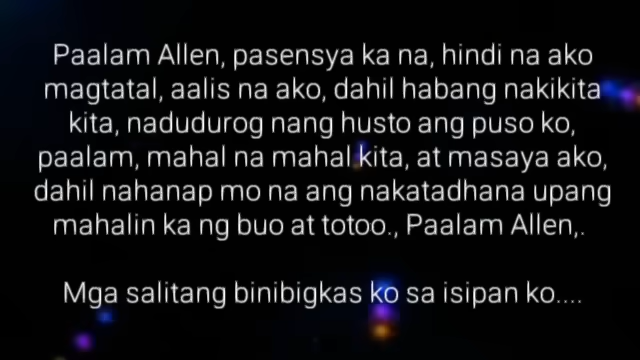 Paalam Allen, pasensya ka na, hindi na ako
magtatal, aalis na ako, dahil habang nakikita
kita, nadudurog nang husto ang puso ko,
paalam, mahal na mahal kita, at masaya ako,
dahil nahanap mo na ang nakatadhana upang
mahalin ka ng buo at totoo., Paalam Allen,.
Mga salitang binibigkas ko sa isipan ko....